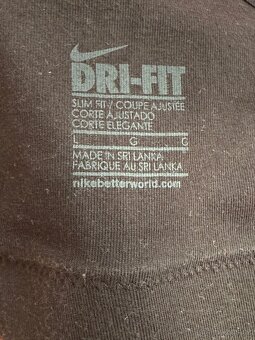 DRI-FIT
SLIM FIT / COUPE AJUSTÉE
CORTE AJUSTADO
CORTE ELEGANTE
L G G
MADE IN SRI LANKA
FABRIQUE AU SRI LANKA
nikebetterworld.com